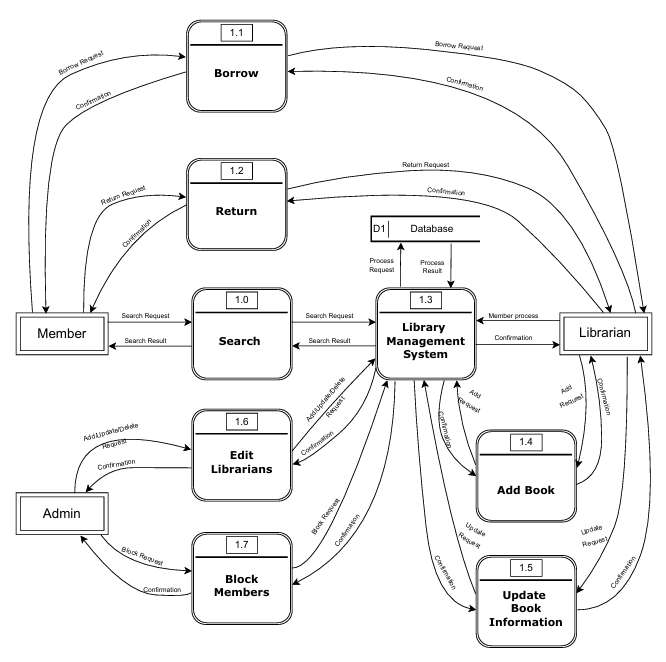 1.1
Borrow
Borrow Request
Confirmation
Borrow Request
Confirmation
1.2
Return
Return Request
Confirmation
Return Request
Confirmation
D1
Database
Process
Request
Process
Result
Member
Search Request
Search Result
1.0
Search
Search Request
Search Result
1.3
Library
Management
System
Member process
Confirmation
Librarian
Add/Update/Delete
Request
Confirmation
1.6
Edit
Librarians
Add/Update/Delete
Request
Confirmation
Add
Request
Confirmation
Add
Request
Confirmation
1.4
Add Book
Admin
Block Request
Confirmation
1.7
Block
Members
Block Request
Confirmation
Update
Request
Confirmation
Update
Request
Confirmation
1.5
Update
Book
Information